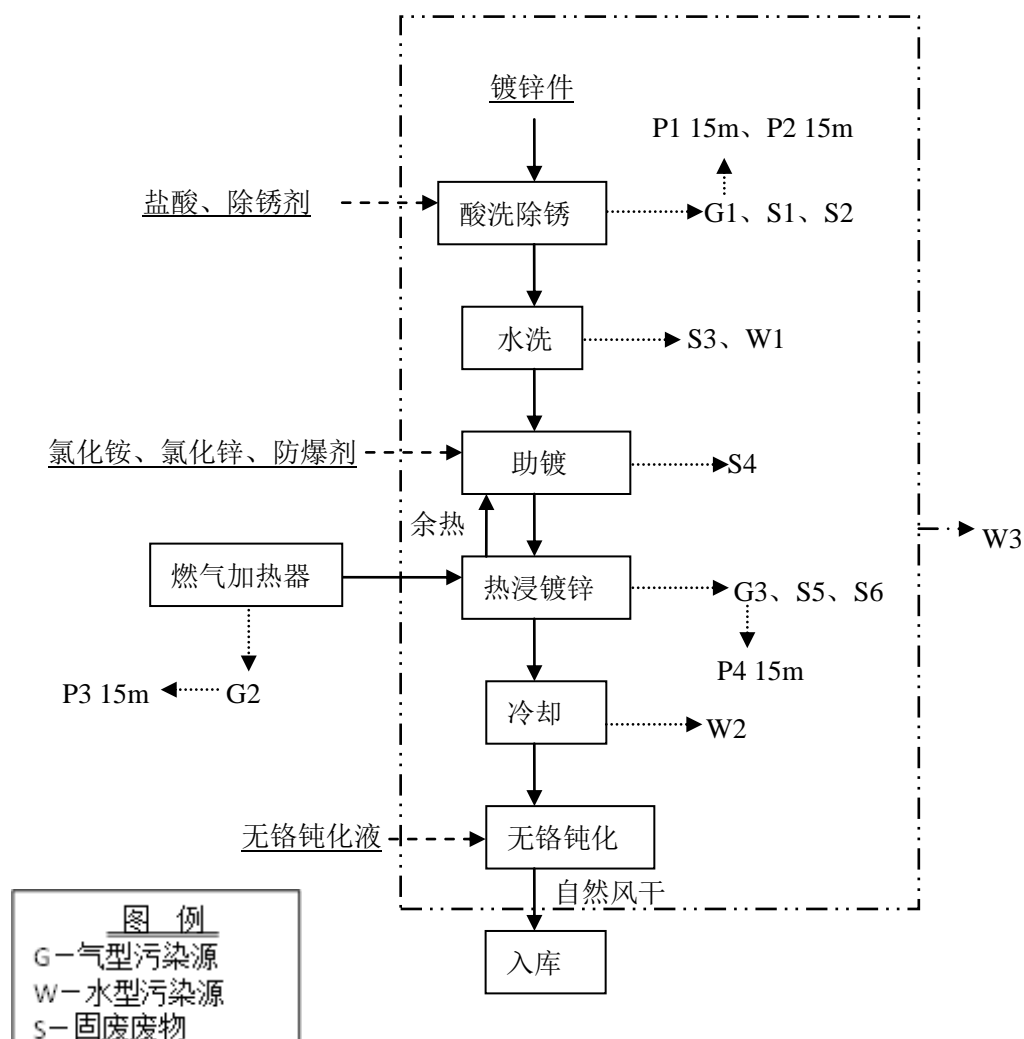 镀锌件
P1 15m、P2 15m
盐酸、除锈剂
酸洗除锈
G1、S1、S2
水洗
S3、W1
氯化铵、氯化锌、防爆剂
助镀
S4
余热
W3
燃气加热器
热浸镀锌
G3、S5、S6
P4 15m
P3 15m
G2
冷却
W2
无铬钝化液
无铬钝化
自然风干
入库
图 例
G－气型污染源
W－水型污染源
S－固废废物